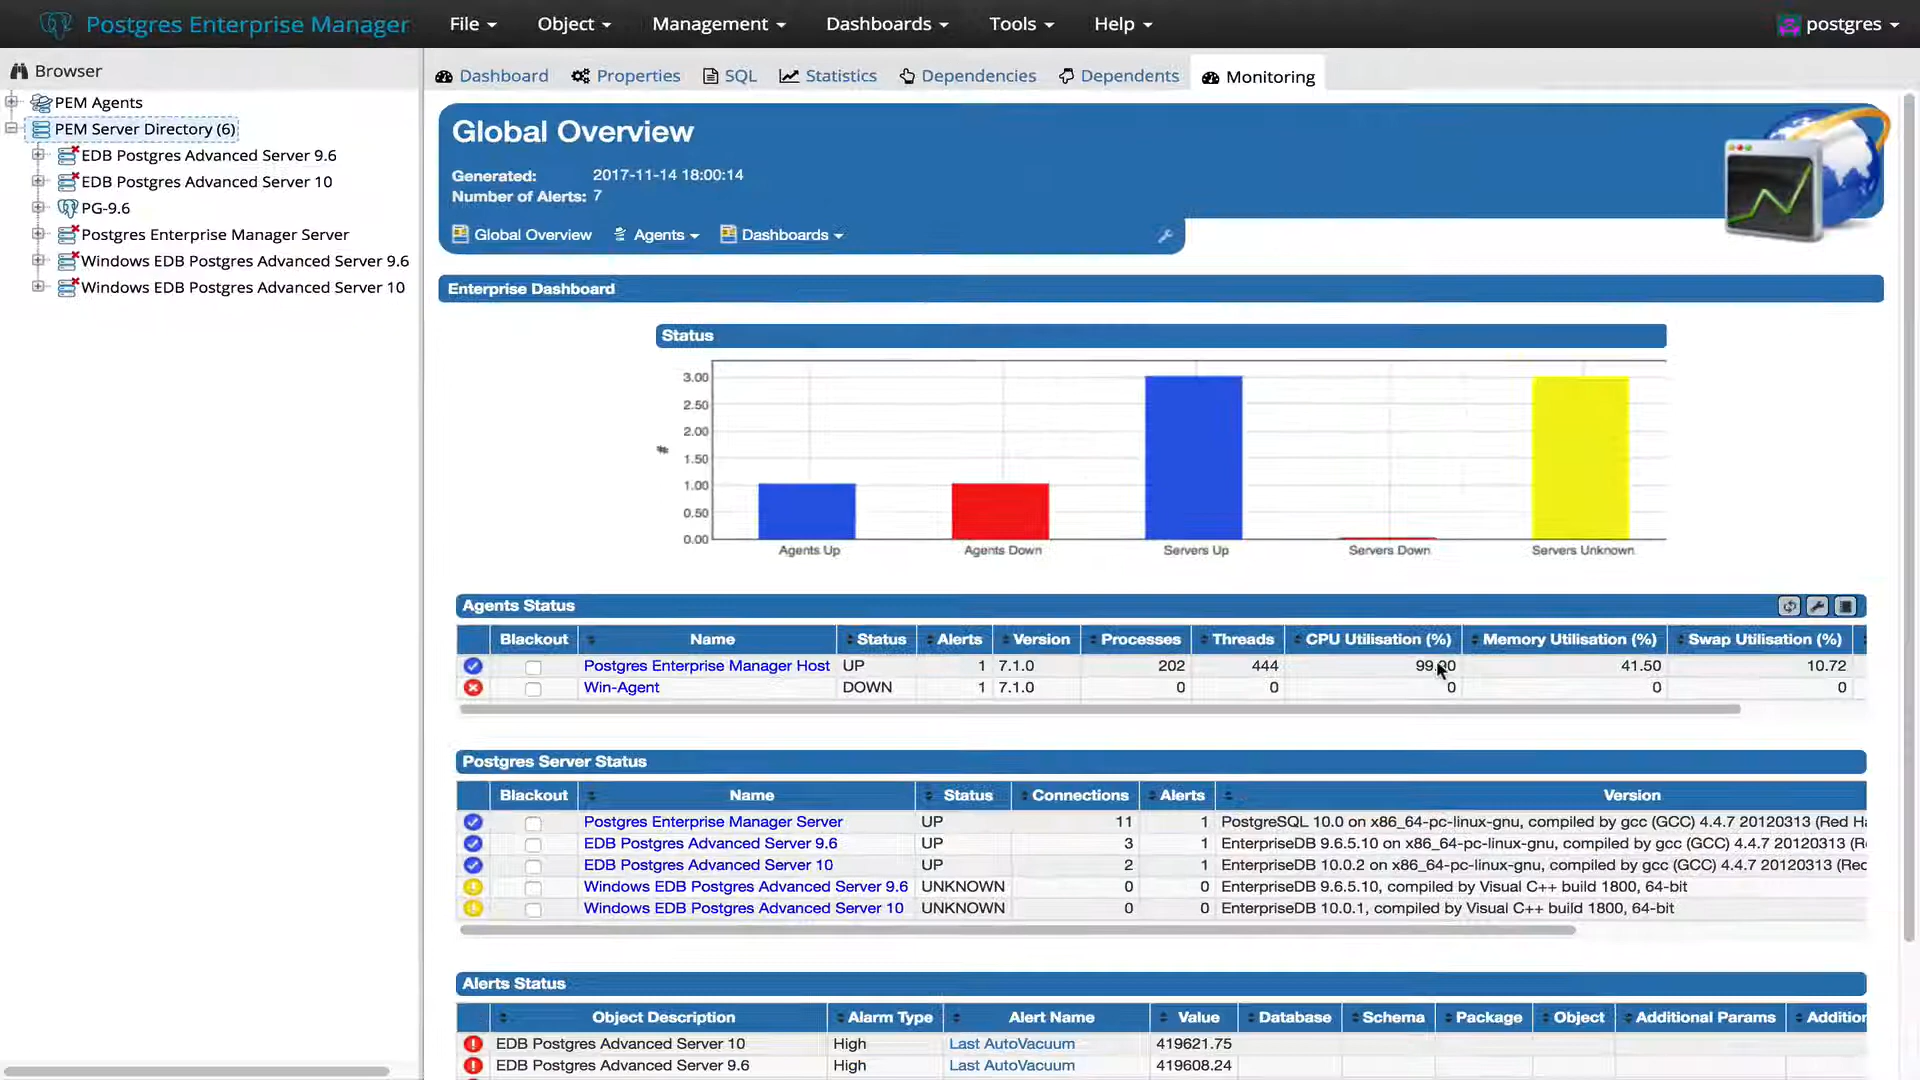 Postgres Enterprise Manager File Object Management Dashboards Tools Help postgres
Browser
PEM Agents
PEM Server Directory (6)
EDB Postgres Advanced Server 9.6
EDB Postgres Advanced Server 10
PG-9.6
Postgres Enterprise Manager Server
Windows EDB Postgres Advanced Server 9.6
Windows EDB Postgres Advanced Server 10
Dashboard Properties SQL Statistics Dependencies Dependents Monitoring
Global Overview
Generated: 2017-11-14 18:00:14
Number of Alerts: 7
Global Overview Agents Dashboards
Enterprise Dashboard
Status
3.00
2.50
2.00
1.50
1.00
0.50
0.00
#
Agents Up Agents Down Servers Up Servers Down Servers Unknown
Agents Status
Blackout Name Status Alerts Version Processes Threads CPU Utilisation (%) Memory Utilisation (%) Swap Utilisation (%)
Postgres Enterprise Manager Host UP 1 7.1.0 202 444 41.50 10.72
Win-Agent DOWN 1 7.1.0 0 0 0 0 0
Postgres Server Status
Blackout Name Status Connections Alerts Version
Postgres Enterprise Manager Server UP 11 1 PostgreSQL 10.0 on x86_64-pc-linux-gnu, compiled by gcc (GCC) 4.4.7 20120313 (Red Ha
EDB Postgres Advanced Server 9.6 UP 3 1 EnterpriseDB 9.6.5.10 on x86_64-pc-linux-gnu, compiled by gcc (GCC) 4.4.7 20120313 (Re
EDB Postgres Advanced Server 10 UP 2 1 EnterpriseDB 10.0.2 on x86_64-pc-linux-gnu, compiled by gcc (GCC) 4.4.7 20120313 (Rec
Windows EDB Postgres Advanced Server 9.6 UNKNOWN 0 0 EnterpriseDB 9.6.5.10, compiled by Visual C++ build 1800, 64-bit
Windows EDB Postgres Advanced Server 10 UNKNOWN 0 0 EnterpriseDB 10.0.1, compiled by Visual C++ build 1800, 64-bit
Alerts Status
Object Description Alarm Type Alert Name Value Database Schema Package Object Additional Params Additior
EDB Postgres Advanced Server 10 High Last AutoVacuum 419621.75
EDB Postgres Advanced Server 9.6 High Last AutoVacuum 419608.24